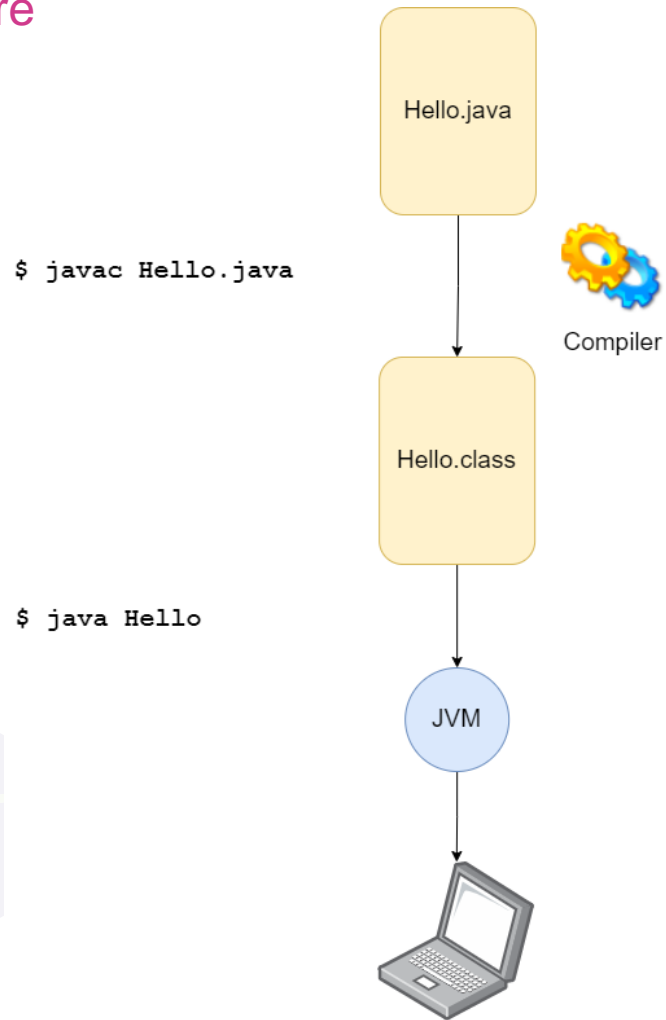 re
Hello.java
$ javac Hello.java
Compiler
Hello.class
$ java Hello
JVM